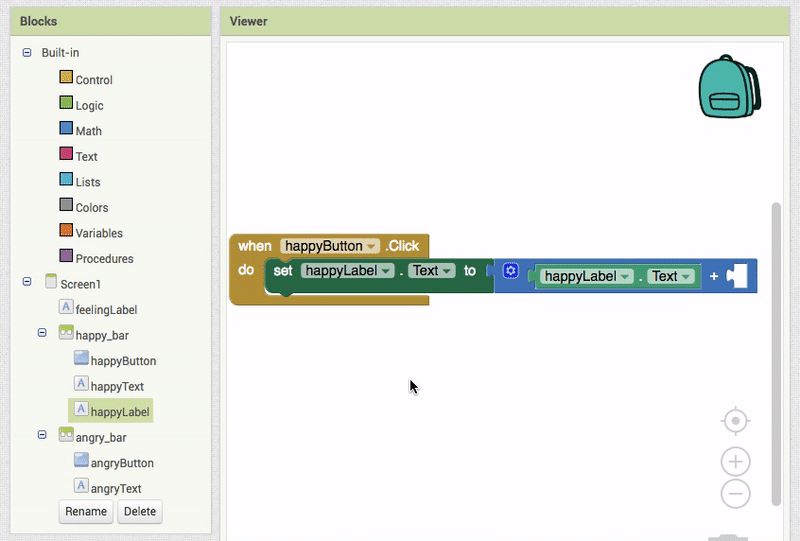 Blocks
Built-in
Control
Logic
Math
Text
Lists
Colors
Variables
Procedures
Screen1
feelingLabel
happy_bar
happyButton
happyText
happyLabel
angry_bar
angryButton
angryText
Rename Delete
Viewer
when happyButton .Click
do set happyLabel . Text to happyLabel . Text +